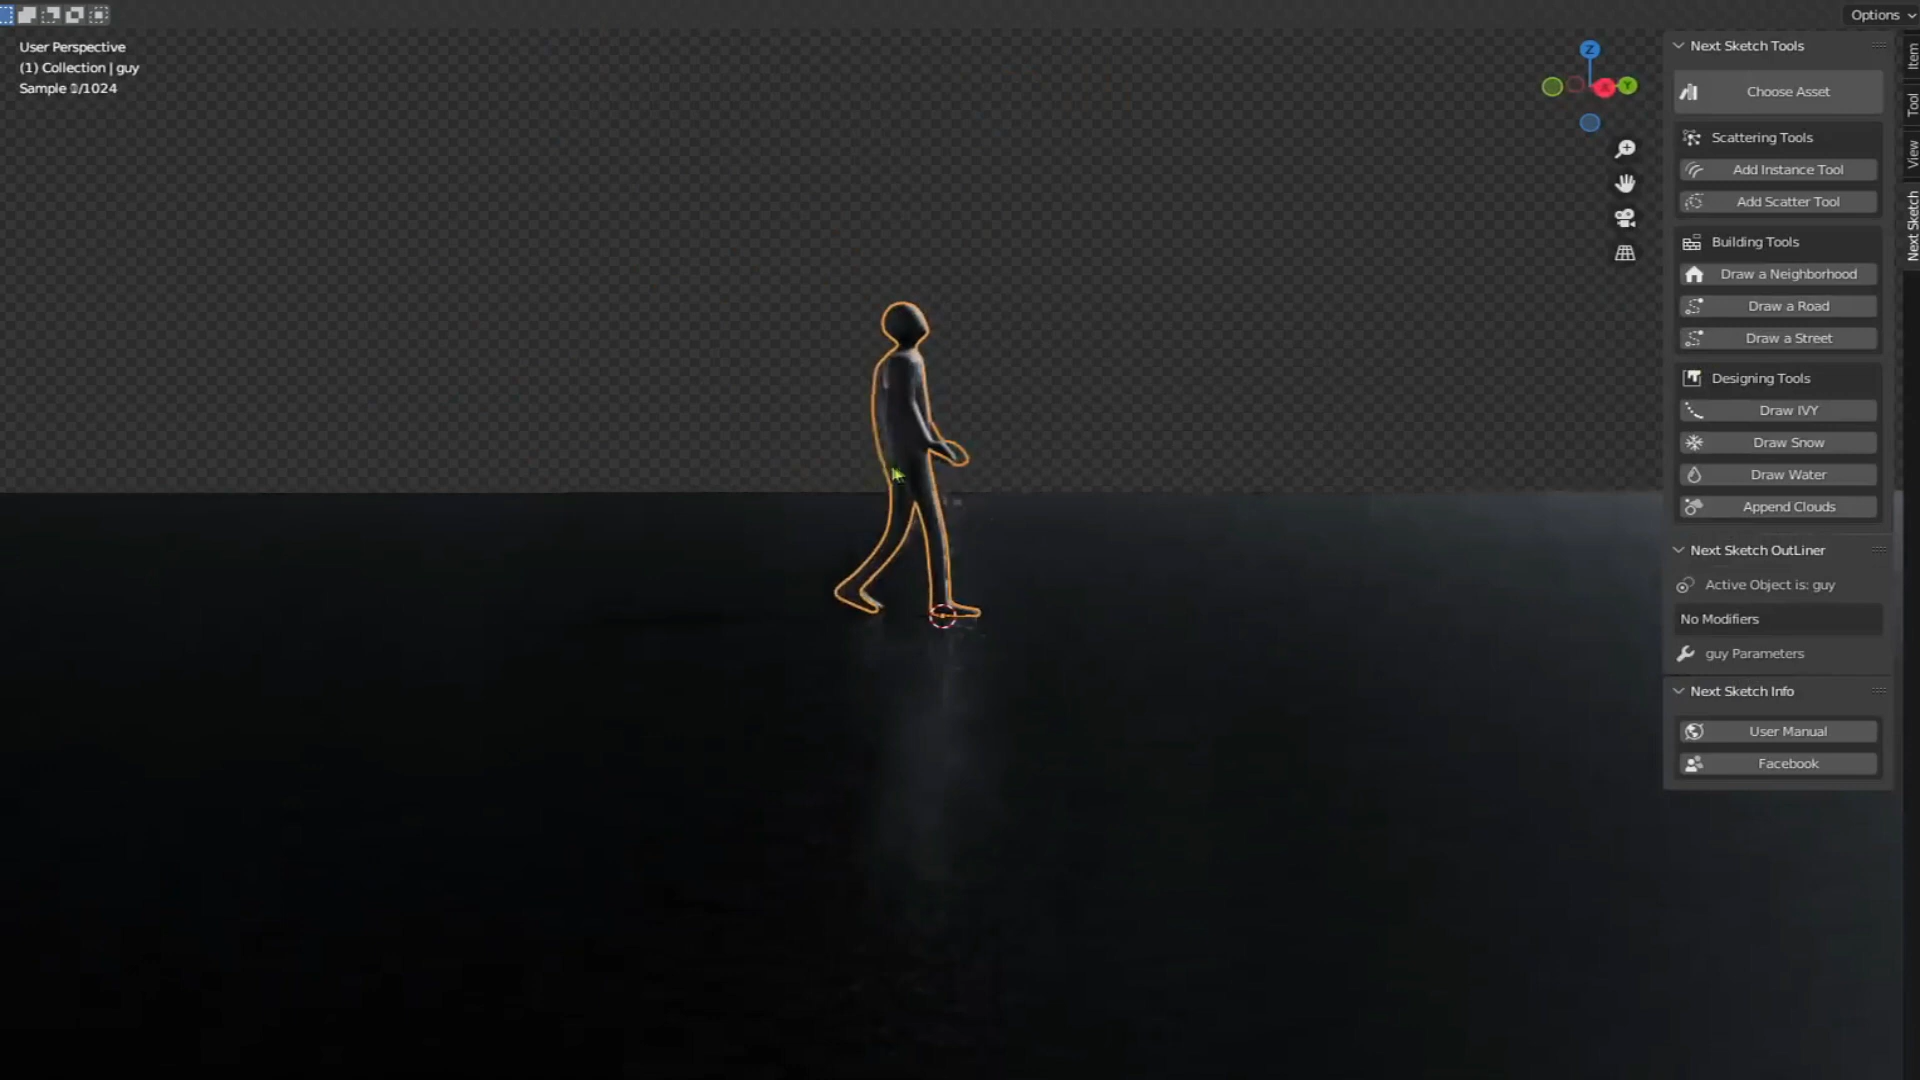 Options
User Perspective
(1) Collection | guy
Sample /1024
Z
X
Y
Next Sketch Tools
Choose Asset
Scattering Tools
Add Instance Tool
Add Scatter Tool
Building Tools
Draw a Neighborhood
Draw a Road
Draw a Street
Designing Tools
Draw IVY
Draw Snow
Draw Water
Append Clouds
Next Sketch OutLiner
Active Object is: guy
No Modifiers
guy Parameters
Next Sketch Info
User Manual
Facebook
Item
Tool
View
Next Sketch